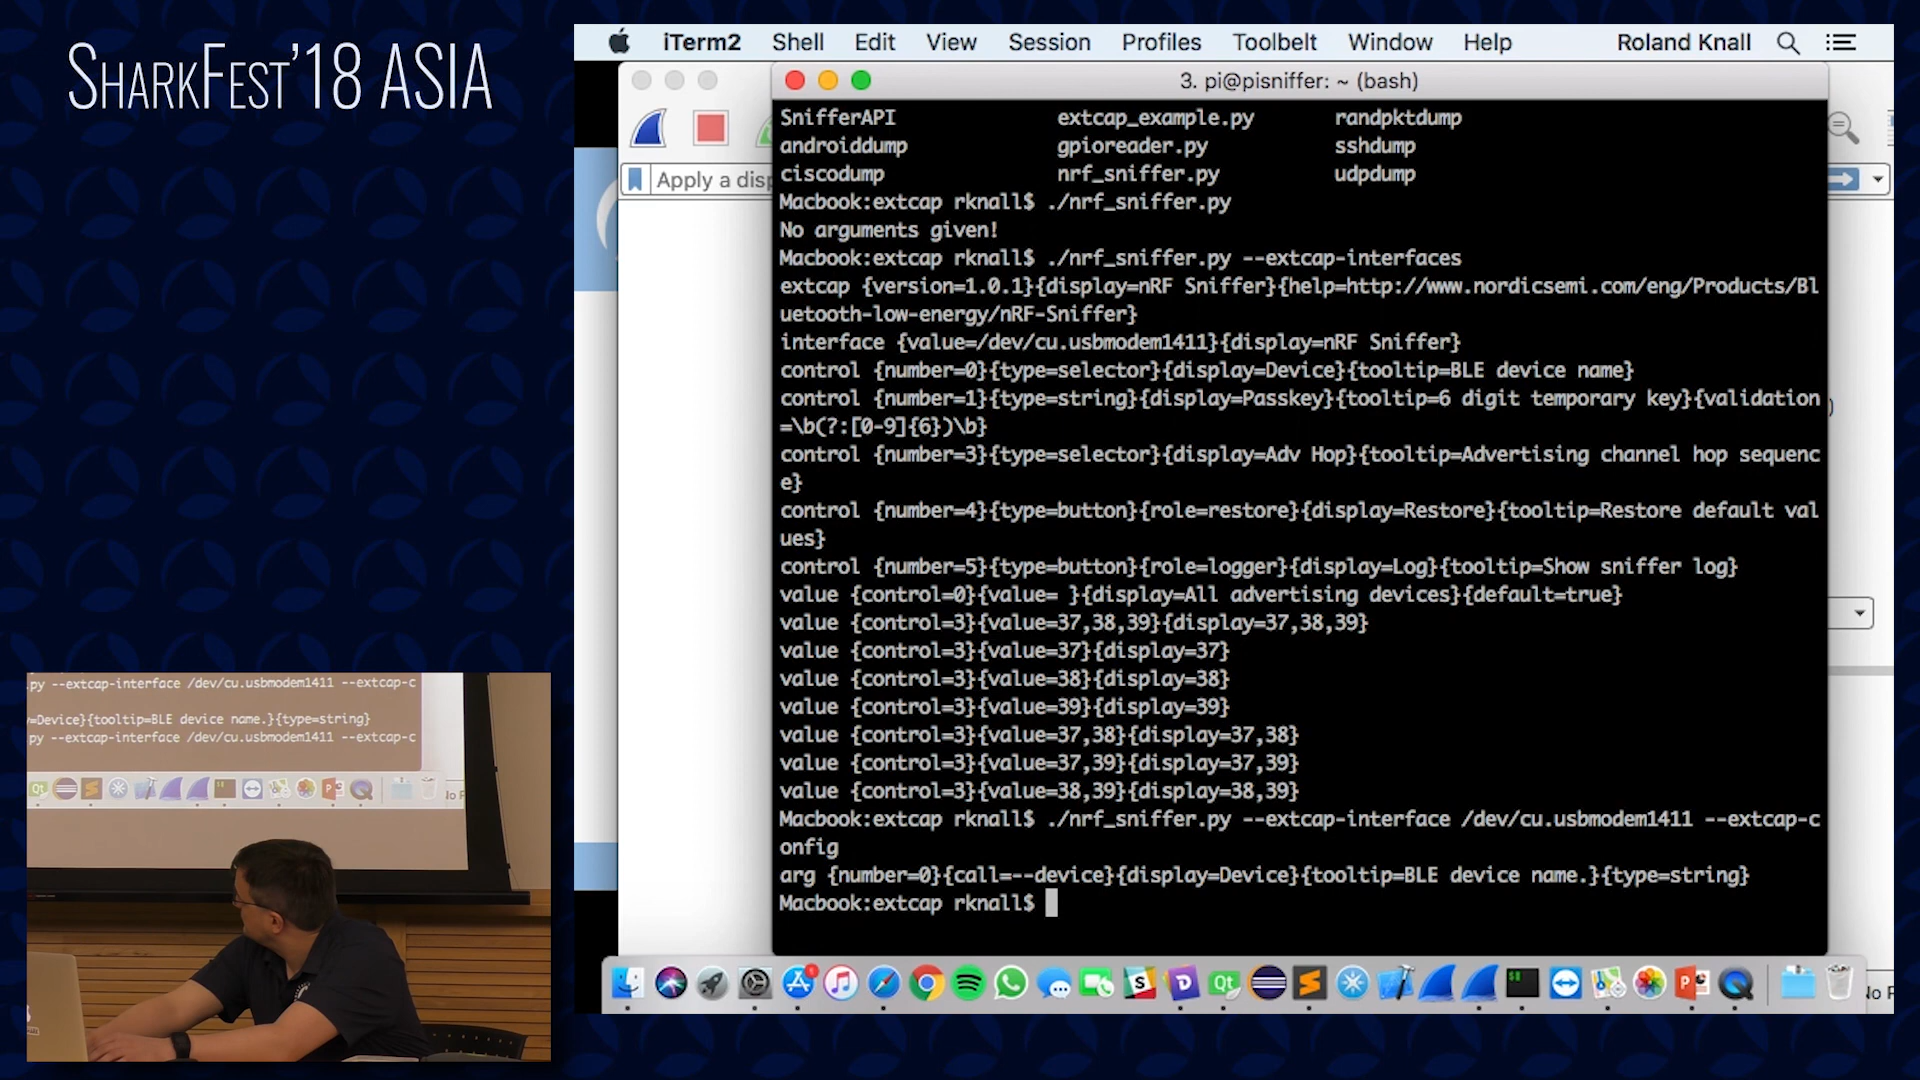 SHARKFEST'18 ASIA
iTerm2 Shell Edit View Session Profiles Toolbelt Window Help Roland Knall
3. pi@pisniffer: ~ (bash)
Apply a disp
SnifferAPI extcap_example.py randpktdump
androiddump gpioreader.py sshdump
ciscodump nrf_sniffer.py udpdump
Macbook:extcap rknall$ ./nrf_sniffer.py
No arguments given!
Macbook:extcap rknall$ ./nrf_sniffer.py --extcap-interfaces
extcap {version=1.0.1}{display=nRF Sniffer}{help=http://www.nordicsemi.com/eng/Products/Bl
uetooth-low-energy/nRF-Sniffer}
interface {value=/dev/cu.usbmodem1411}{display=nRF Sniffer}
control {number=0}{type=selector}{display=Device}{tooltip=BLE device name}
control {number=1}{type=string}{display=Passkey}{tooltip=6 digit temporary key}{validation
=\b(?:[0-9]{6})\b}
control {number=3}{type=selector}{display=Adv Hop}{tooltip=Advertising channel hop sequenc
e}
control {number=4}{type=button}{role=restore}{display=Restore}{tooltip=Restore default val
ues}
control {number=5}{type=button}{role=logger}{display=Log}{tooltip=Show sniffer log}
value {control=0}{value= }{display=All advertising devices}{default=true}
value {control=3}{value=37,38,39}{display=37,38,39}
value {control=3}{value=37}{display=37}
value {control=3}{value=38}{display=38}
value {control=3}{value=39}{display=39}
value {control=3}{value=37,38}{display=37,38}
value {control=3}{value=37,39}{display=37,39}
value {control=3}{value=38,39}{display=38,39}
Macbook:extcap rknall$ ./nrf_sniffer.py --extcap-interface /dev/cu.usbmodem1411 --extcap-c
onfig
arg {number=0}{call=--device}{display=Device}{tooltip=BLE device name.}{type=string}
Macbook:extcap rknall$
No P
py --extcap-interface /dev/cu.usbmodem1411 --extcap-c
=Device}{tooltip=BLE device name.}{type=string}
py --extcap-interface /dev/cu.usbmodem1411 --extcap-c
No P